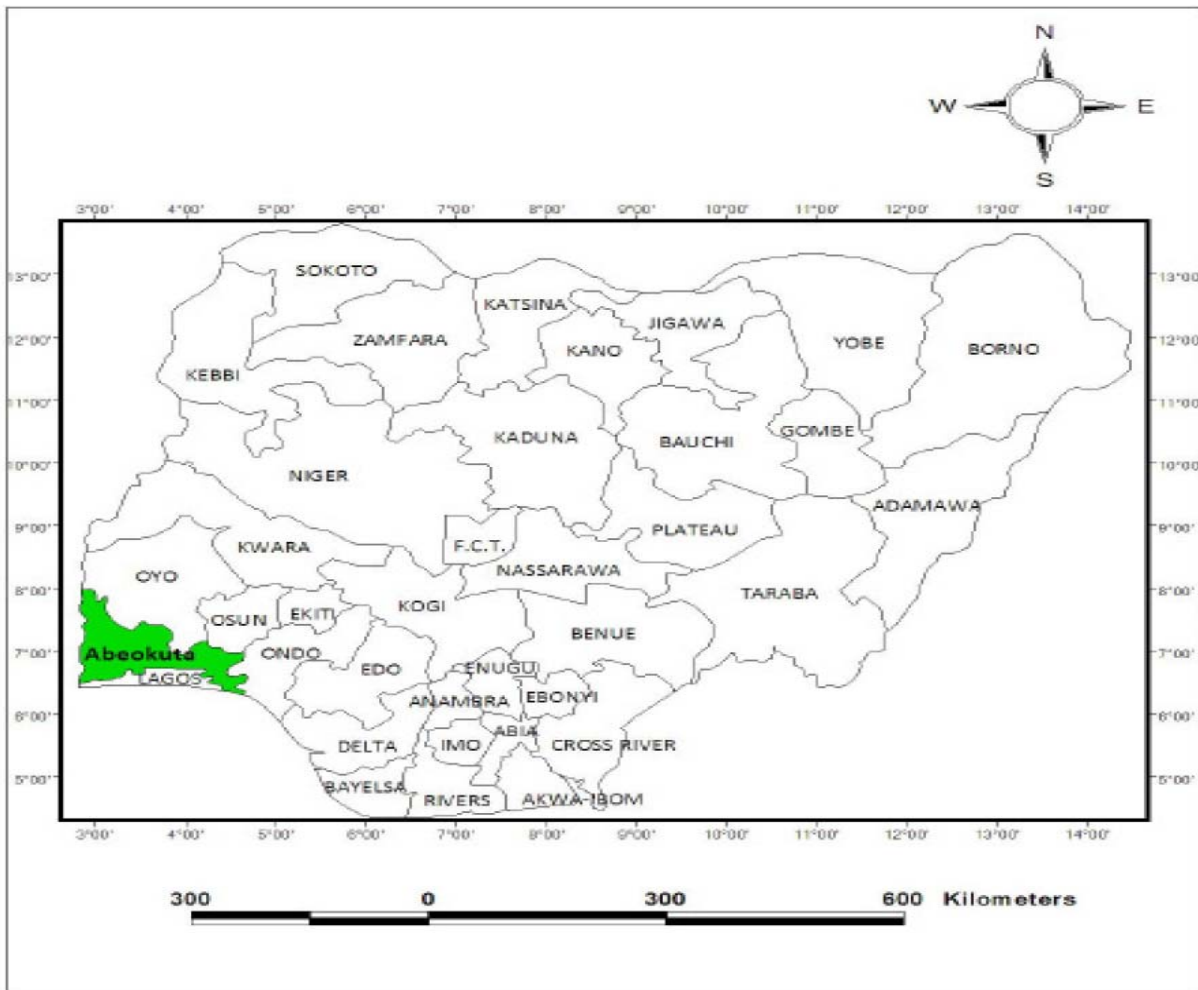 N
W E
S
3°00' 4°00' 5°00' 6°00' 7°00' 8°00' 9°00' 10°00' 11°00' 12°00' 13°00' 14°00'
13°00' 13°00'
SOKOTO
KATSINA
JIGAWA
ZAMFARA
KANO
YOBE
BORNO
12°00' 12°00'
KEBBI
11°00' 11°00'
GOMBE
KADUNA
BAUCHI
NIGER
10°00' 10°00'
ADAMAWA
PLATEAU
9°00' 9°00'
KWARA
F.C.T.
NASSARAWA
OYO
TARABA
8°00' 8°00'
KOGI
OSUN
EKITI
BENUE
7°00' 7°00'
Abeokuta
ONDO
EDO
ENUGU
LAGOS
ANAMBRA
EBONYI
6°00' 6°00'
ABIA
DELTA
IMO
CROSS RIVER
5°00' 5°00'
BAYELSA
RIVERS
AKWA-IBOM
3°00' 4°00' 5°00' 6°00' 7°00' 8°00' 9°00' 10°00' 11°00' 12°00' 13°00' 14°00'
300 0 300 600 Kilometers